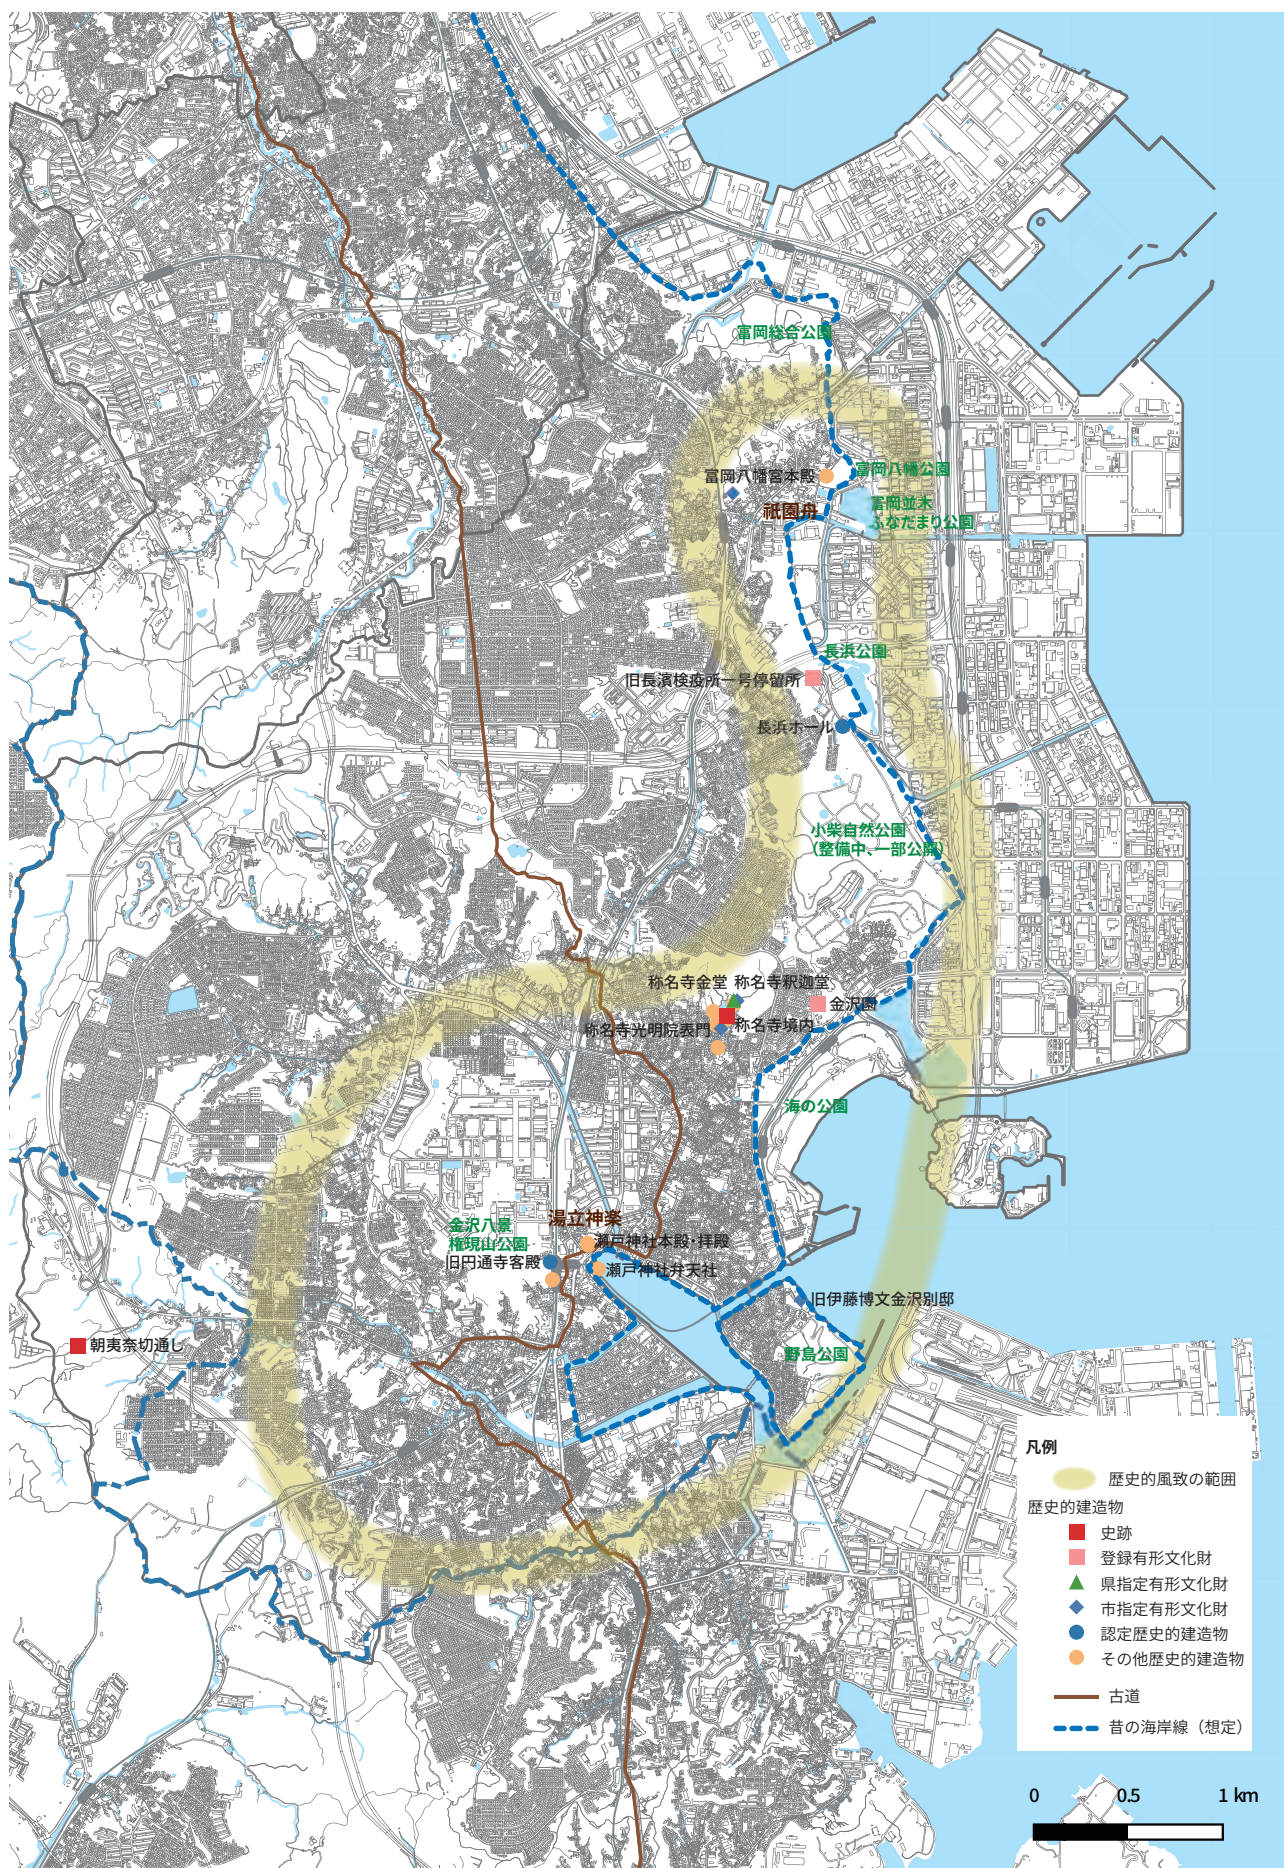 富岡総合公園
富岡八幡公園
富岡八幡宮本殿
富岡並木
ふなだまり公園
祇園舟
長浜公園
旧長濱検疫所一号停留所
長浜ホール
小柴自然公園
（整備中、一部公開）
称名寺金堂 称名寺釈迦堂
金沢園
称名寺光明院表門
称名寺境内
海の公園
湯立神楽
金沢八景
権現山公園
瀬戸神社本殿・拝殿
旧円通寺客殿
瀬戸神社弁天社
旧伊藤博文金沢別邸
朝夷奈切通し
野島公園
凡例
歴史的風致の範囲
歴史的建造物
史跡
登録有形文化財
県指定有形文化財
市指定有形文化財
認定歴史的建造物
その他歴史的建造物
古道
昔の海岸線（想定）
0 0.5 1 km